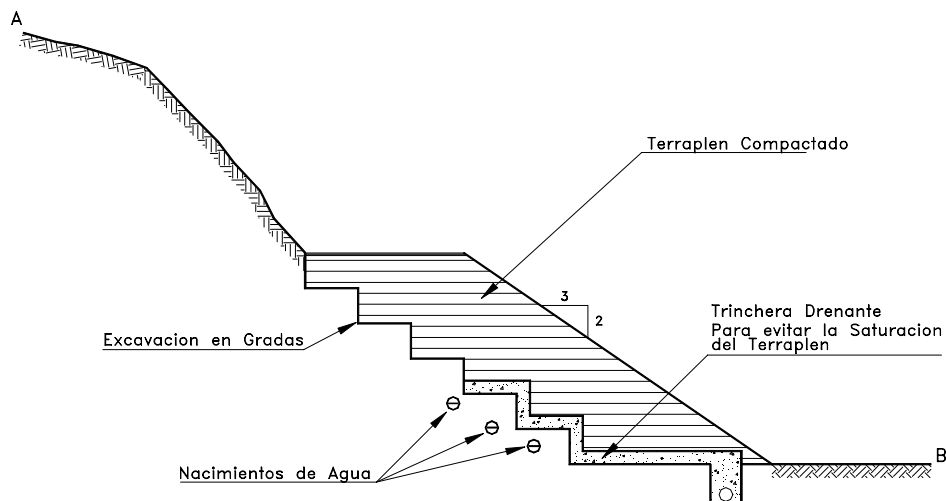 A
Terraplen Compactado
3
2
Trinchera Drenante
Para evitar la Saturacion
del Terraplen
Excavacion en Gradas
B
Nacimientos de Agua